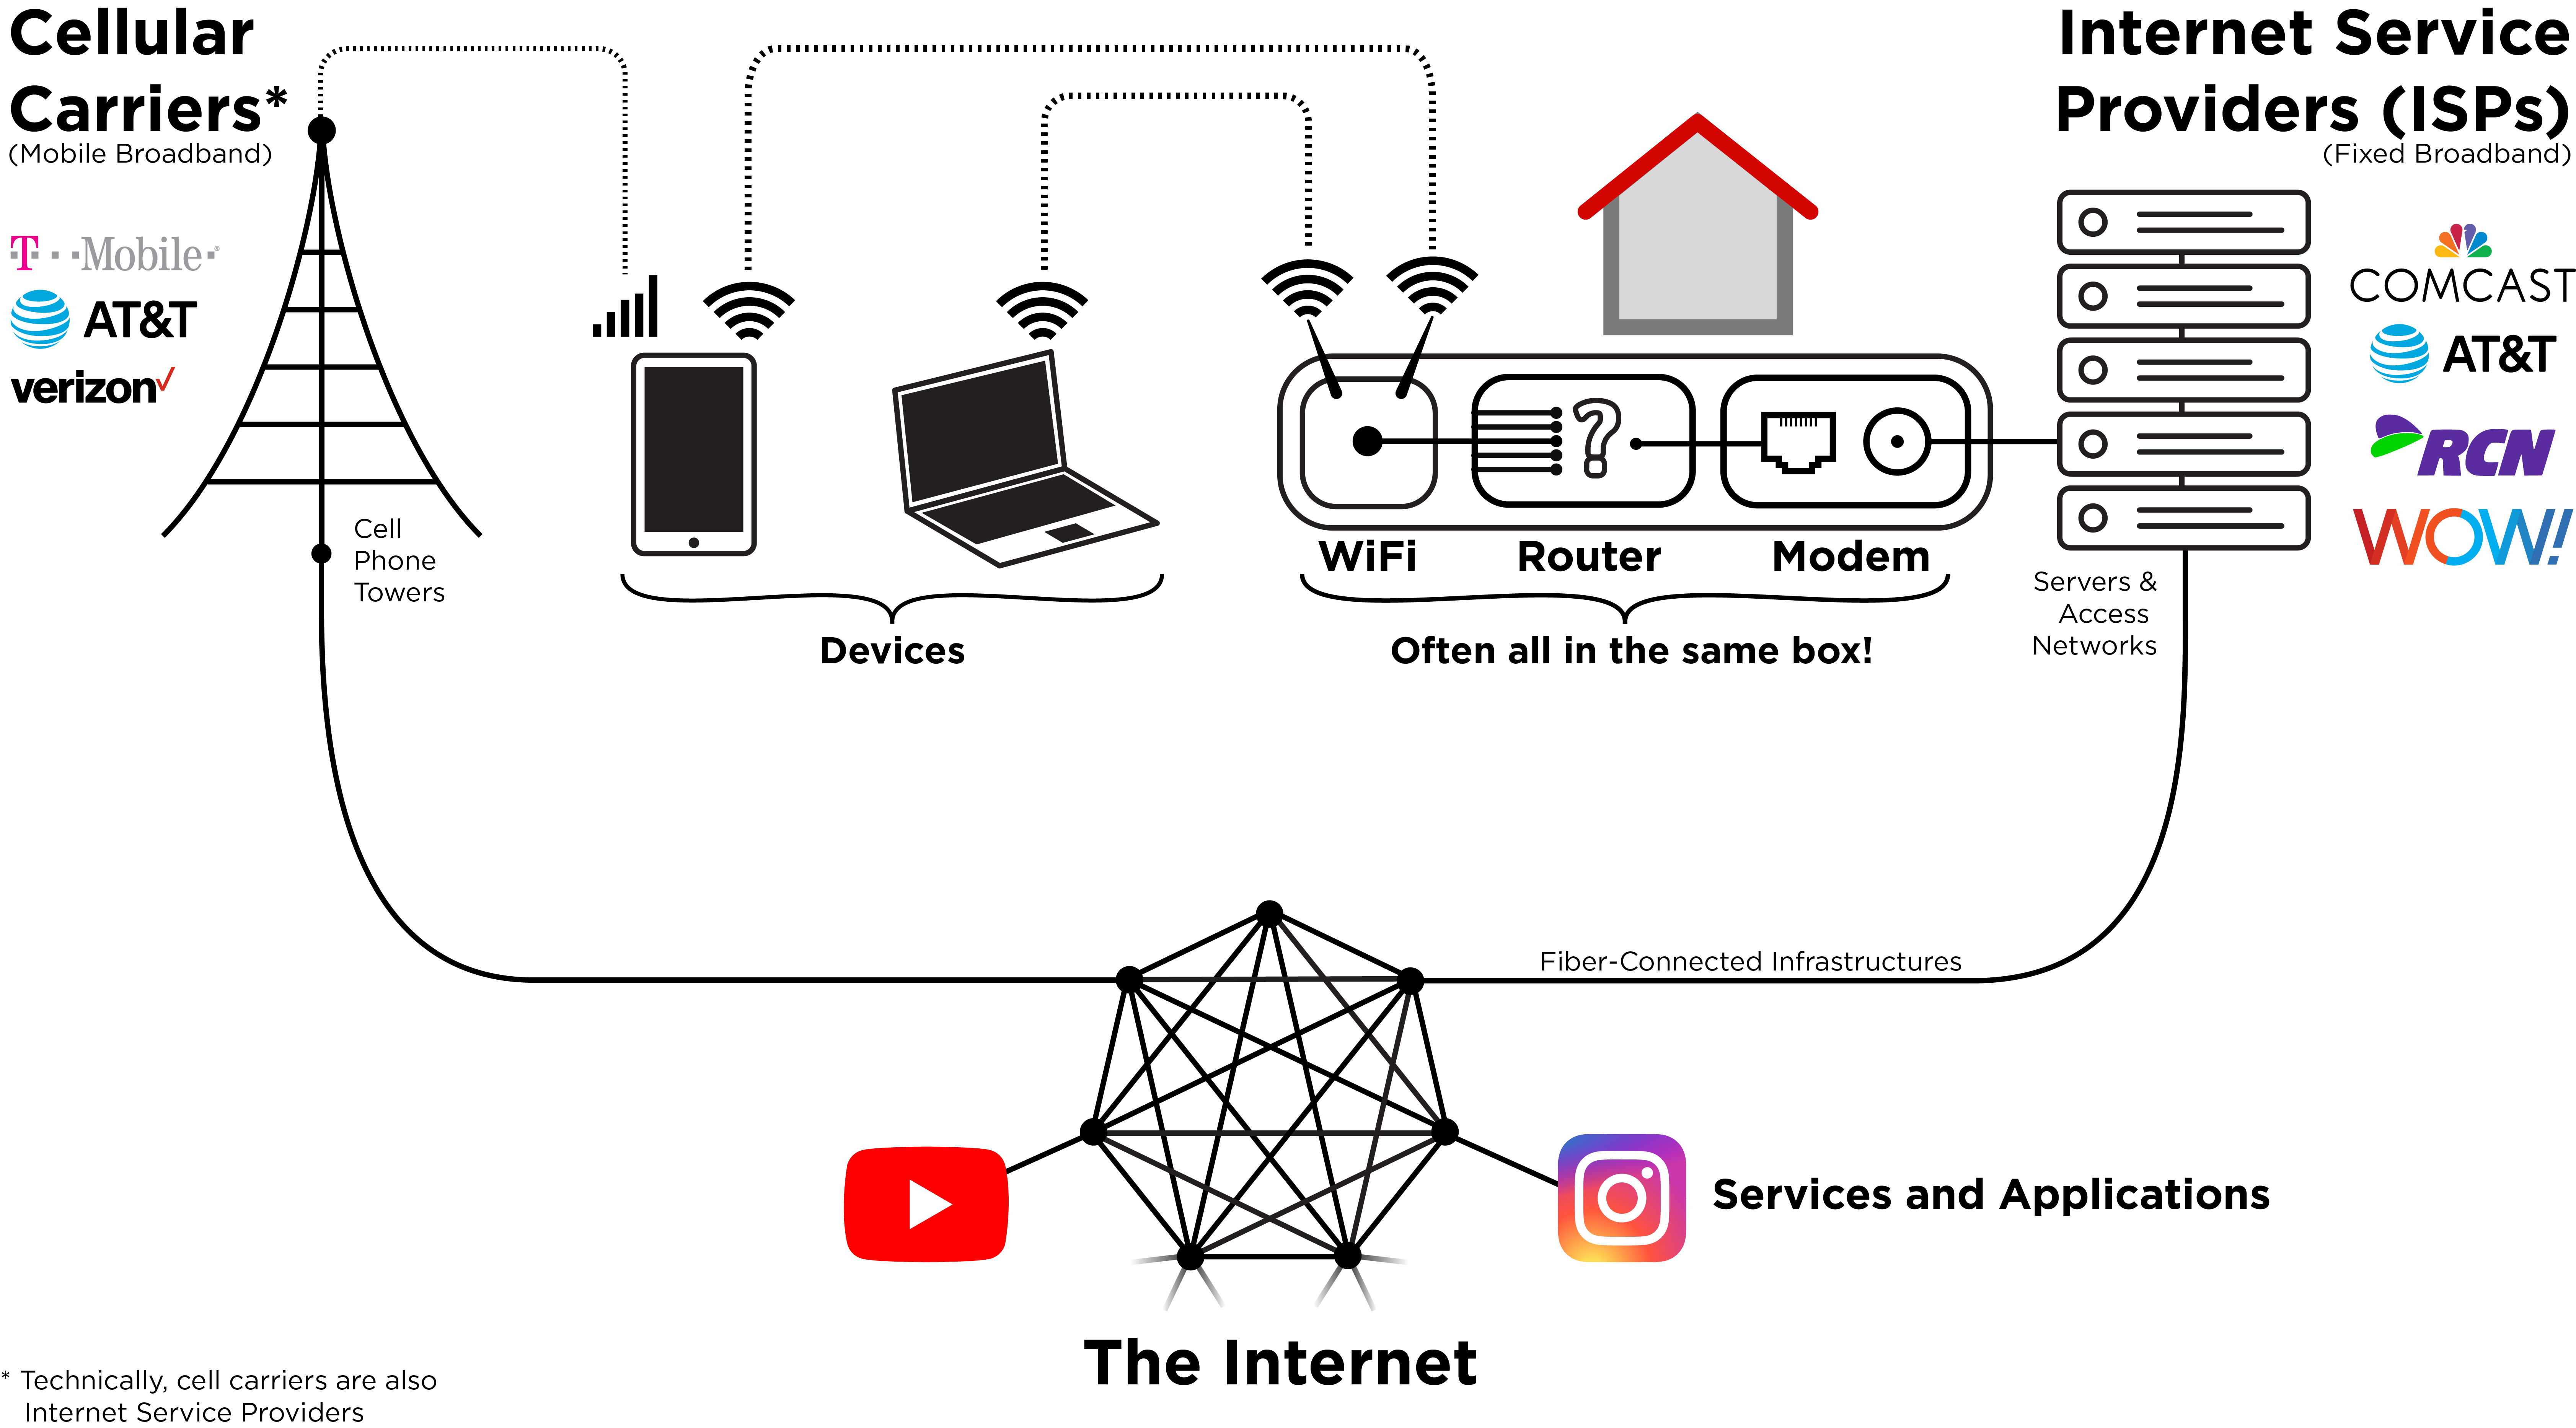 Cellular
Carriers*
(Mobile Broadband)
T··Mobile·®
AT&T
verizon✓
Cell
Phone
Towers
Devices
WiFi
Router
Modem
Often all in the same box!
?
Internet Service
Providers (ISPs)
(Fixed Broadband)
COMCAST
AT&T
RCN
WOW!
Servers &
Access
Networks
Fiber-Connected Infrastructures
Services and Applications
The Internet
* Technically, cell carriers are also
Internet Service Providers